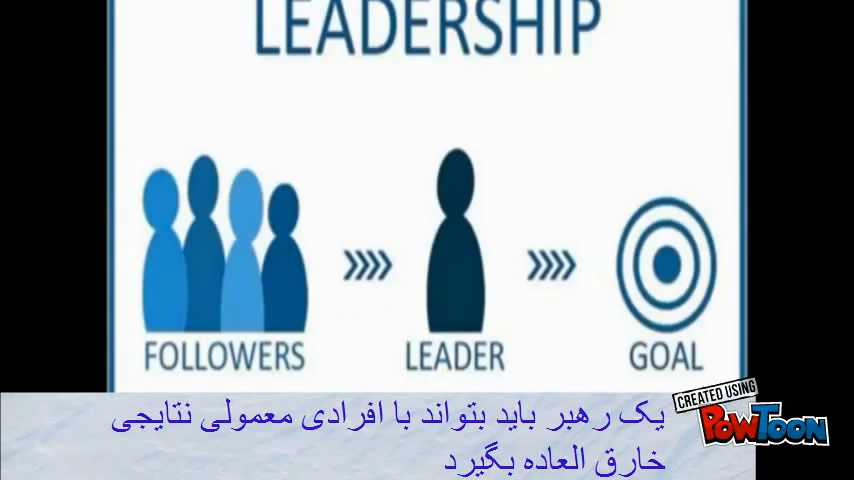 LEADERSHIP
FOLLOWERS
LEADER
GOAL
یک رهبر باید بتواند با افرادی معمولی نتایجی
خارق العاده بگیرد
CREATED USING
POWTOON